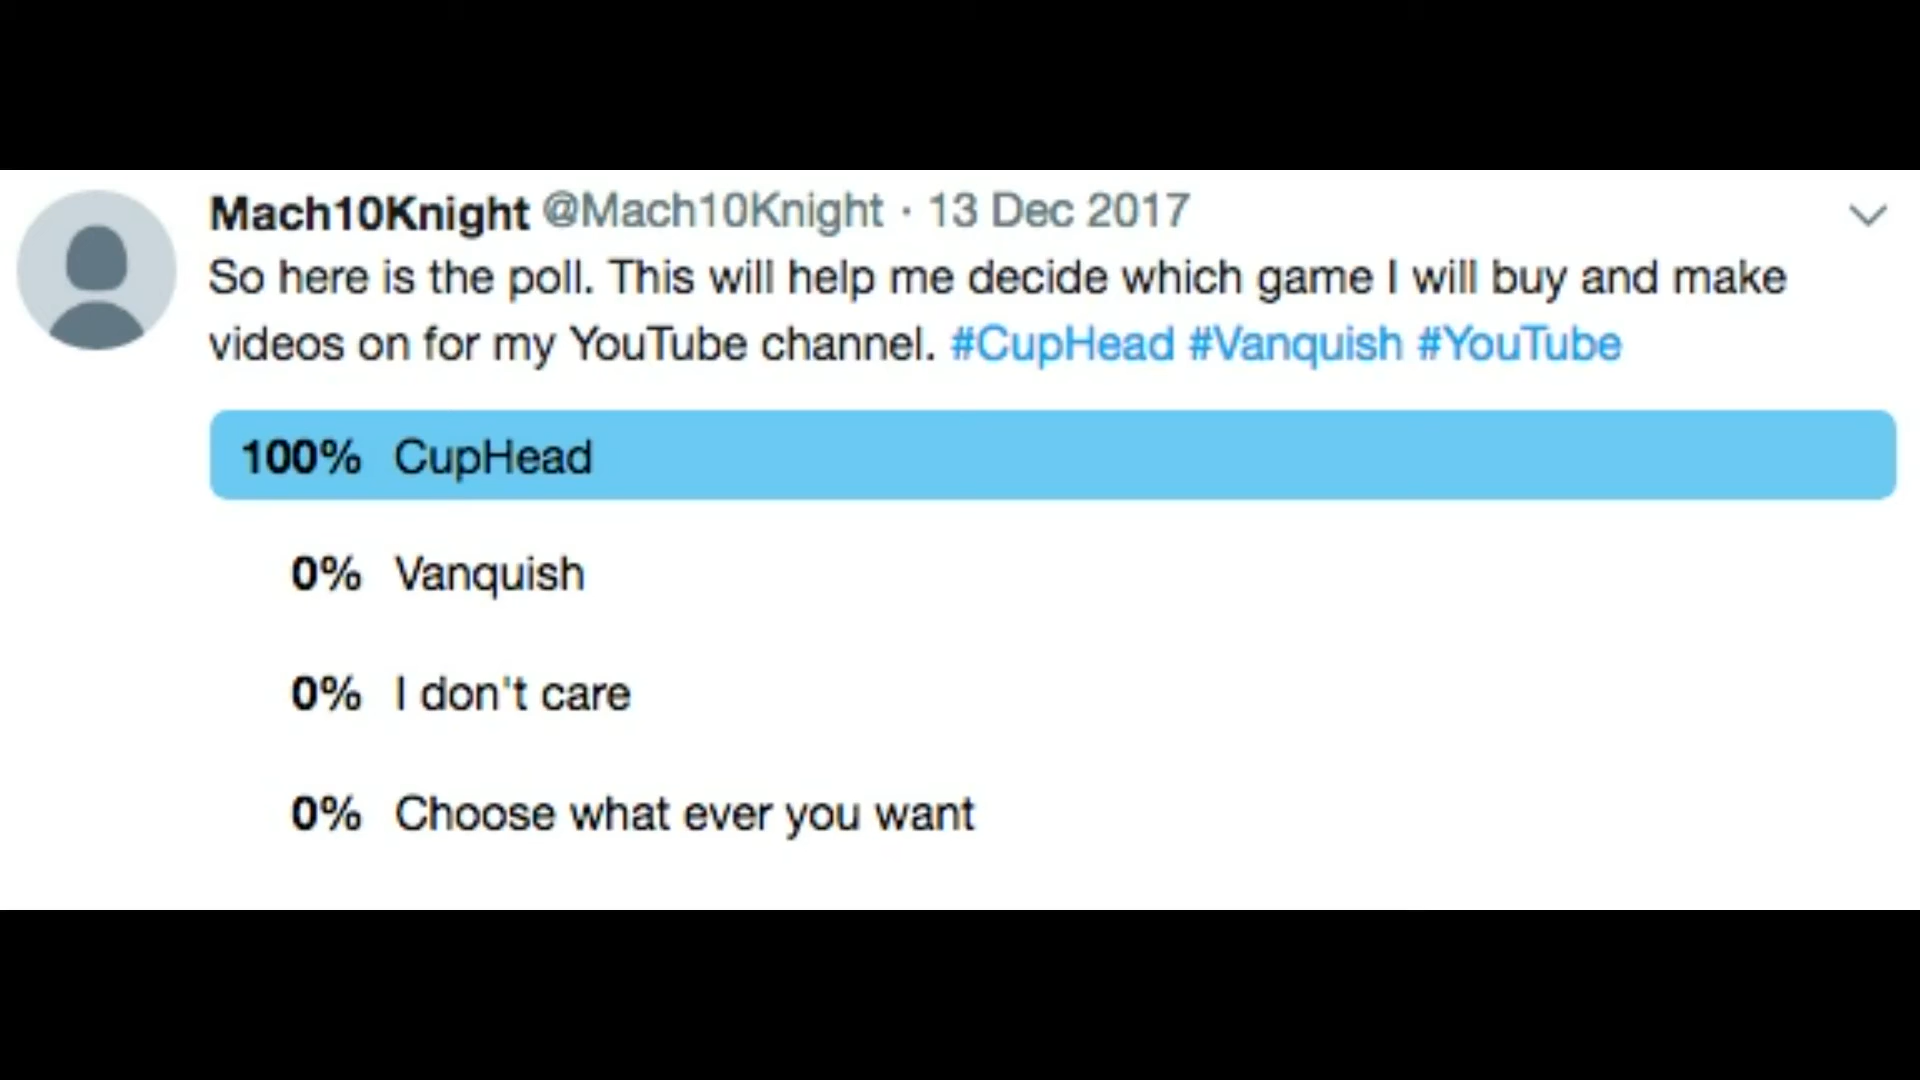 Mach10Knight @Mach10Knight · 13 Dec 2017
So here is the poll. This will help me decide which game I will buy and make
videos on for my YouTube channel. #CupHead #Vanquish #YouTube
100% CupHead
0% Vanquish
0% I don't care
0% Choose what ever you want